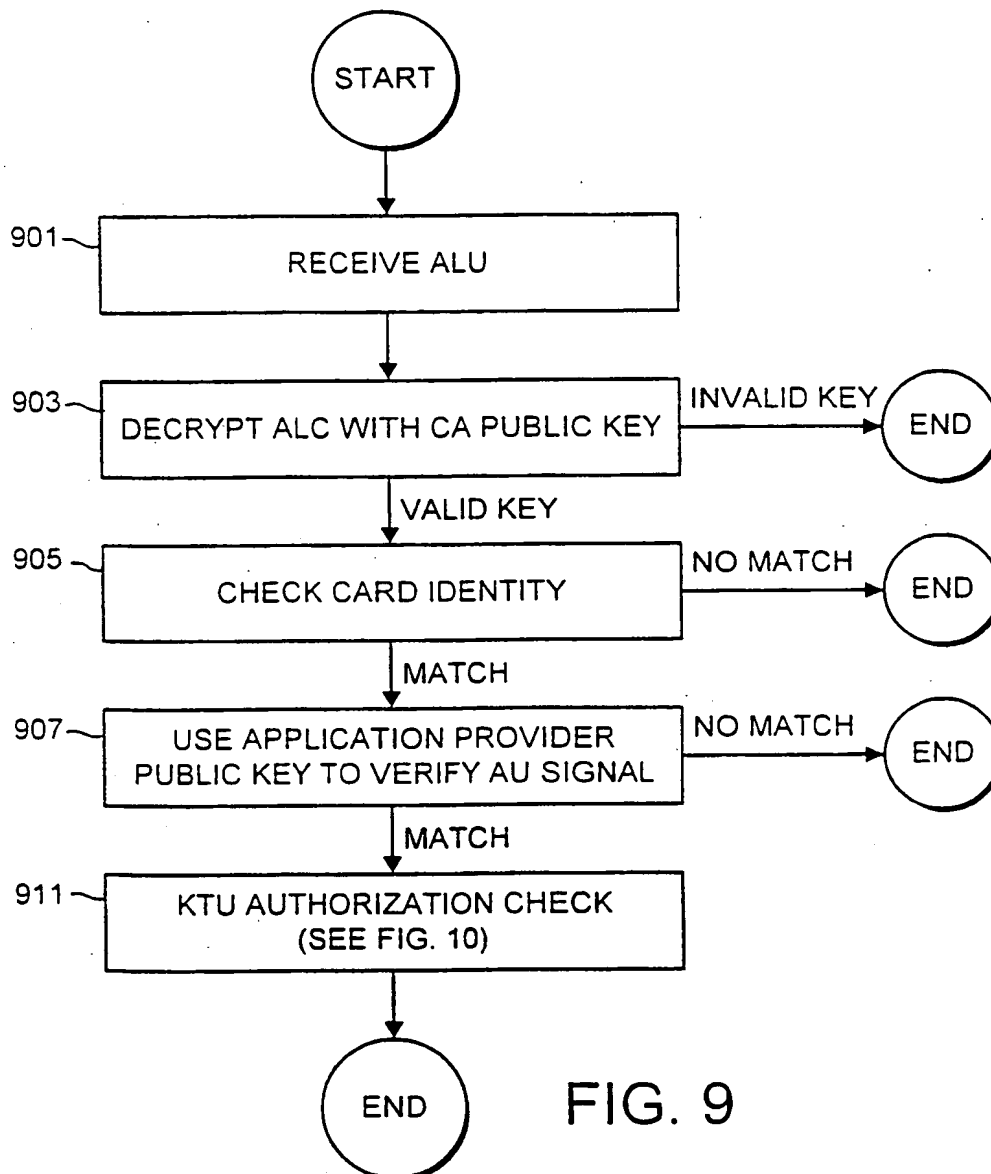 START
901
RECEIVE ALU
903
DECRYPT ALC WITH CA PUBLIC KEY
INVALID KEY
END
VALID KEY
905
CHECK CARD IDENTITY
NO MATCH
END
MATCH
907
USE APPLICATION PROVIDER
PUBLIC KEY TO VERIFY AU SIGNAL
NO MATCH
END
MATCH
911
KTU AUTHORIZATION CHECK
(SEE FIG. 10)
END
FIG. 9